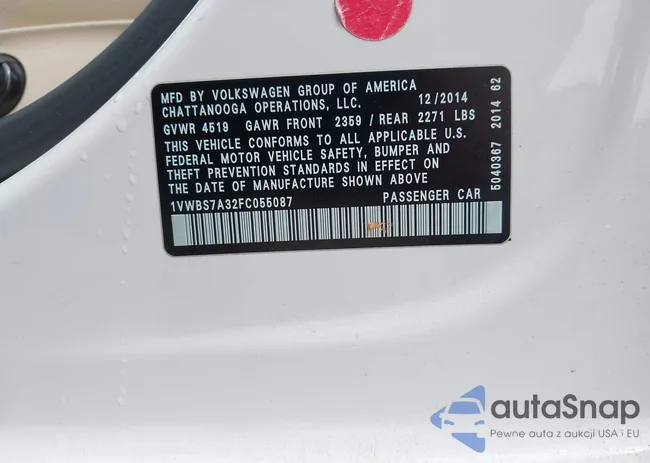 MFD BY VOLKSWAGEN GROUP OF AMERICA
CHATTANOOGA OPERATIONS, LLC. 12/2014
GVWR 4519 GAWR FRONT 2359 / REAR 2271 LBS
THIS VEHICLE CONFORMS TO ALL APPLICABLE U.S.
FEDERAL MOTOR VEHICLE SAFETY, BUMPER AND
THEFT PREVENTION STANDARDS IN EFFECT ON
THE DATE OF MANUFACTURE SHOWN ABOVE
1VWBS7A32FC055087 PASSENGER CAR
5040367 2014 62
autoSnap
Pewne auta z aukcji USA i EU